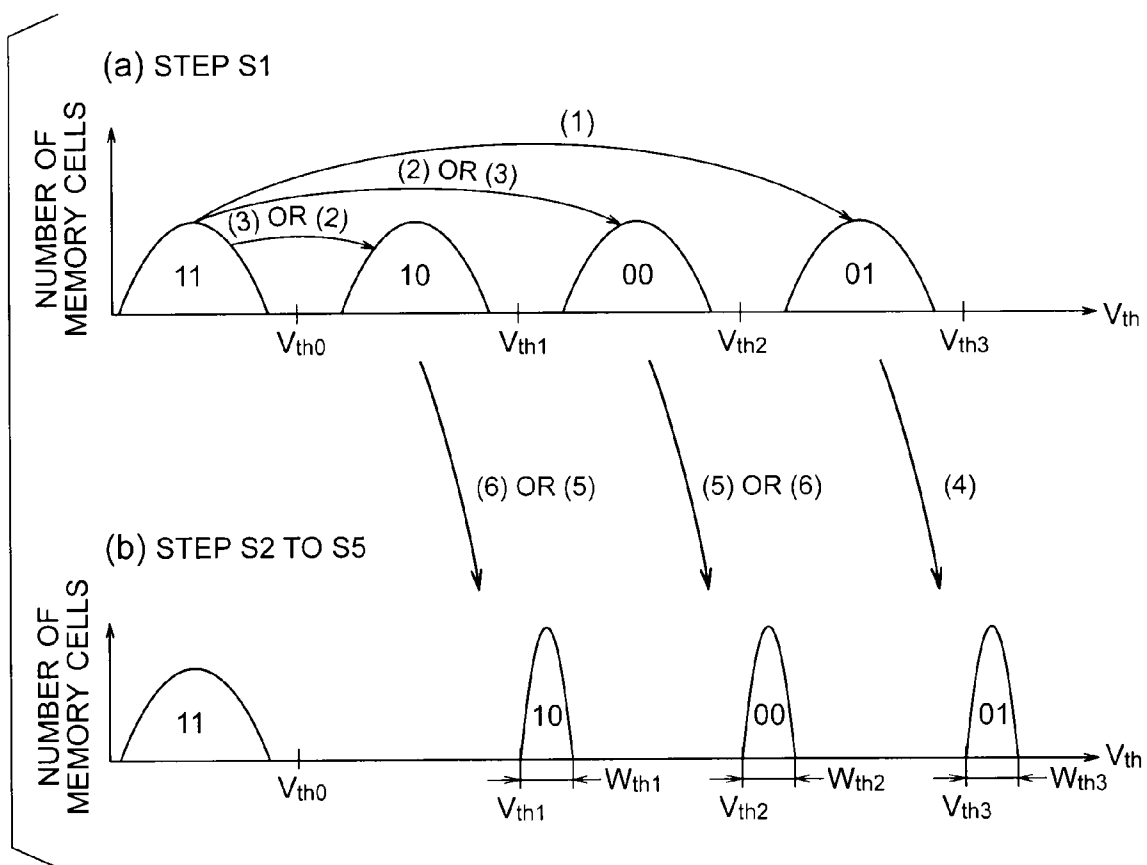 (a) STEP S1
NUMBER OF
MEMORY CELLS
(1)
(2) OR (3)
(3) OR (2)
11
10
00
01
Vth0
Vth1
Vth2
Vth3
Vth
(6) OR (5)
(5) OR (6)
(4)
(b) STEP S2 TO S5
NUMBER OF
MEMORY CELLS
11
10
00
01
Vth
Vth0
Wth1
Wth2
Wth3
Vth1
Vth2
Vth3